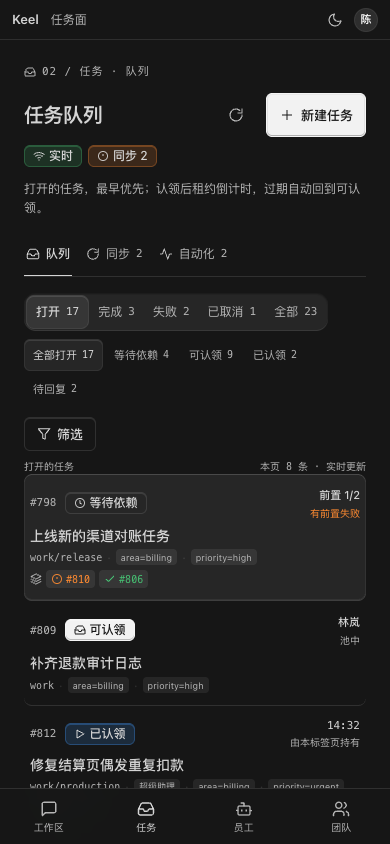 Keel 任务面 陈
02 / 任务 · 队列
任务队列 新建任务
实时 同步 2
打开的任务，最早优先；认领后租约倒计时，过期自动回到可认
领。
队列 同步 2 自动化 2
打开 17 完成 3 失败 2 已取消 1 全部 23
全部打开 17 等待依赖 4 可认领 9 已认领 2
待回复 2
筛选
打开的任务 本页 8 条 · 实时更新
#798 等待依赖 前置 1/2
有前置失败
上线新的渠道对账任务
work/release · area=billing priority=high
#810 #806
#809 可认领 林岚
池中
补齐退款审计日志
work · area=billing priority=high
#812 已认领 14:32
由本标签页持有
修复结算页偶发重复扣款
work/production · 超级助理 area=billing priority=urgent
工作区 任务 员工 团队